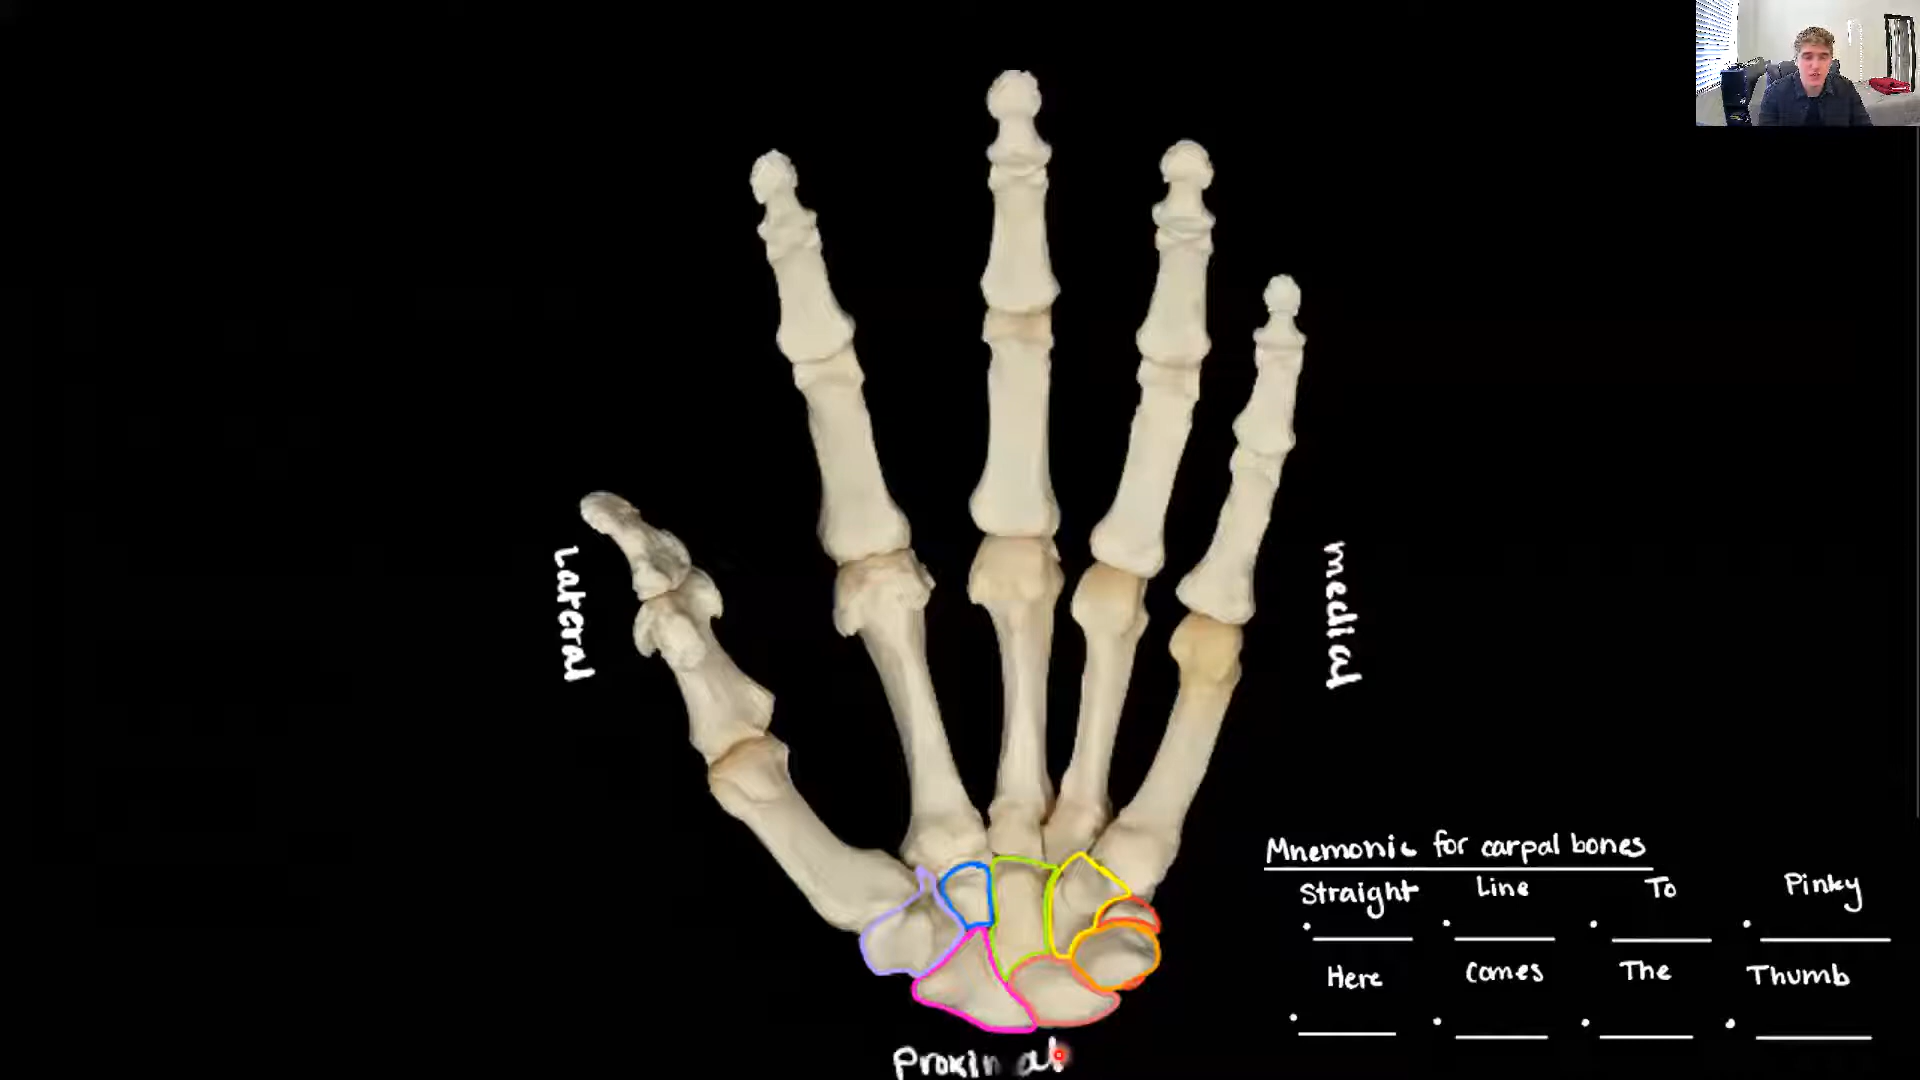 Lateral
medial
Mnemonic for carpal bones
Straight Line To Pinky
Here Comes The Thumb
Proximal